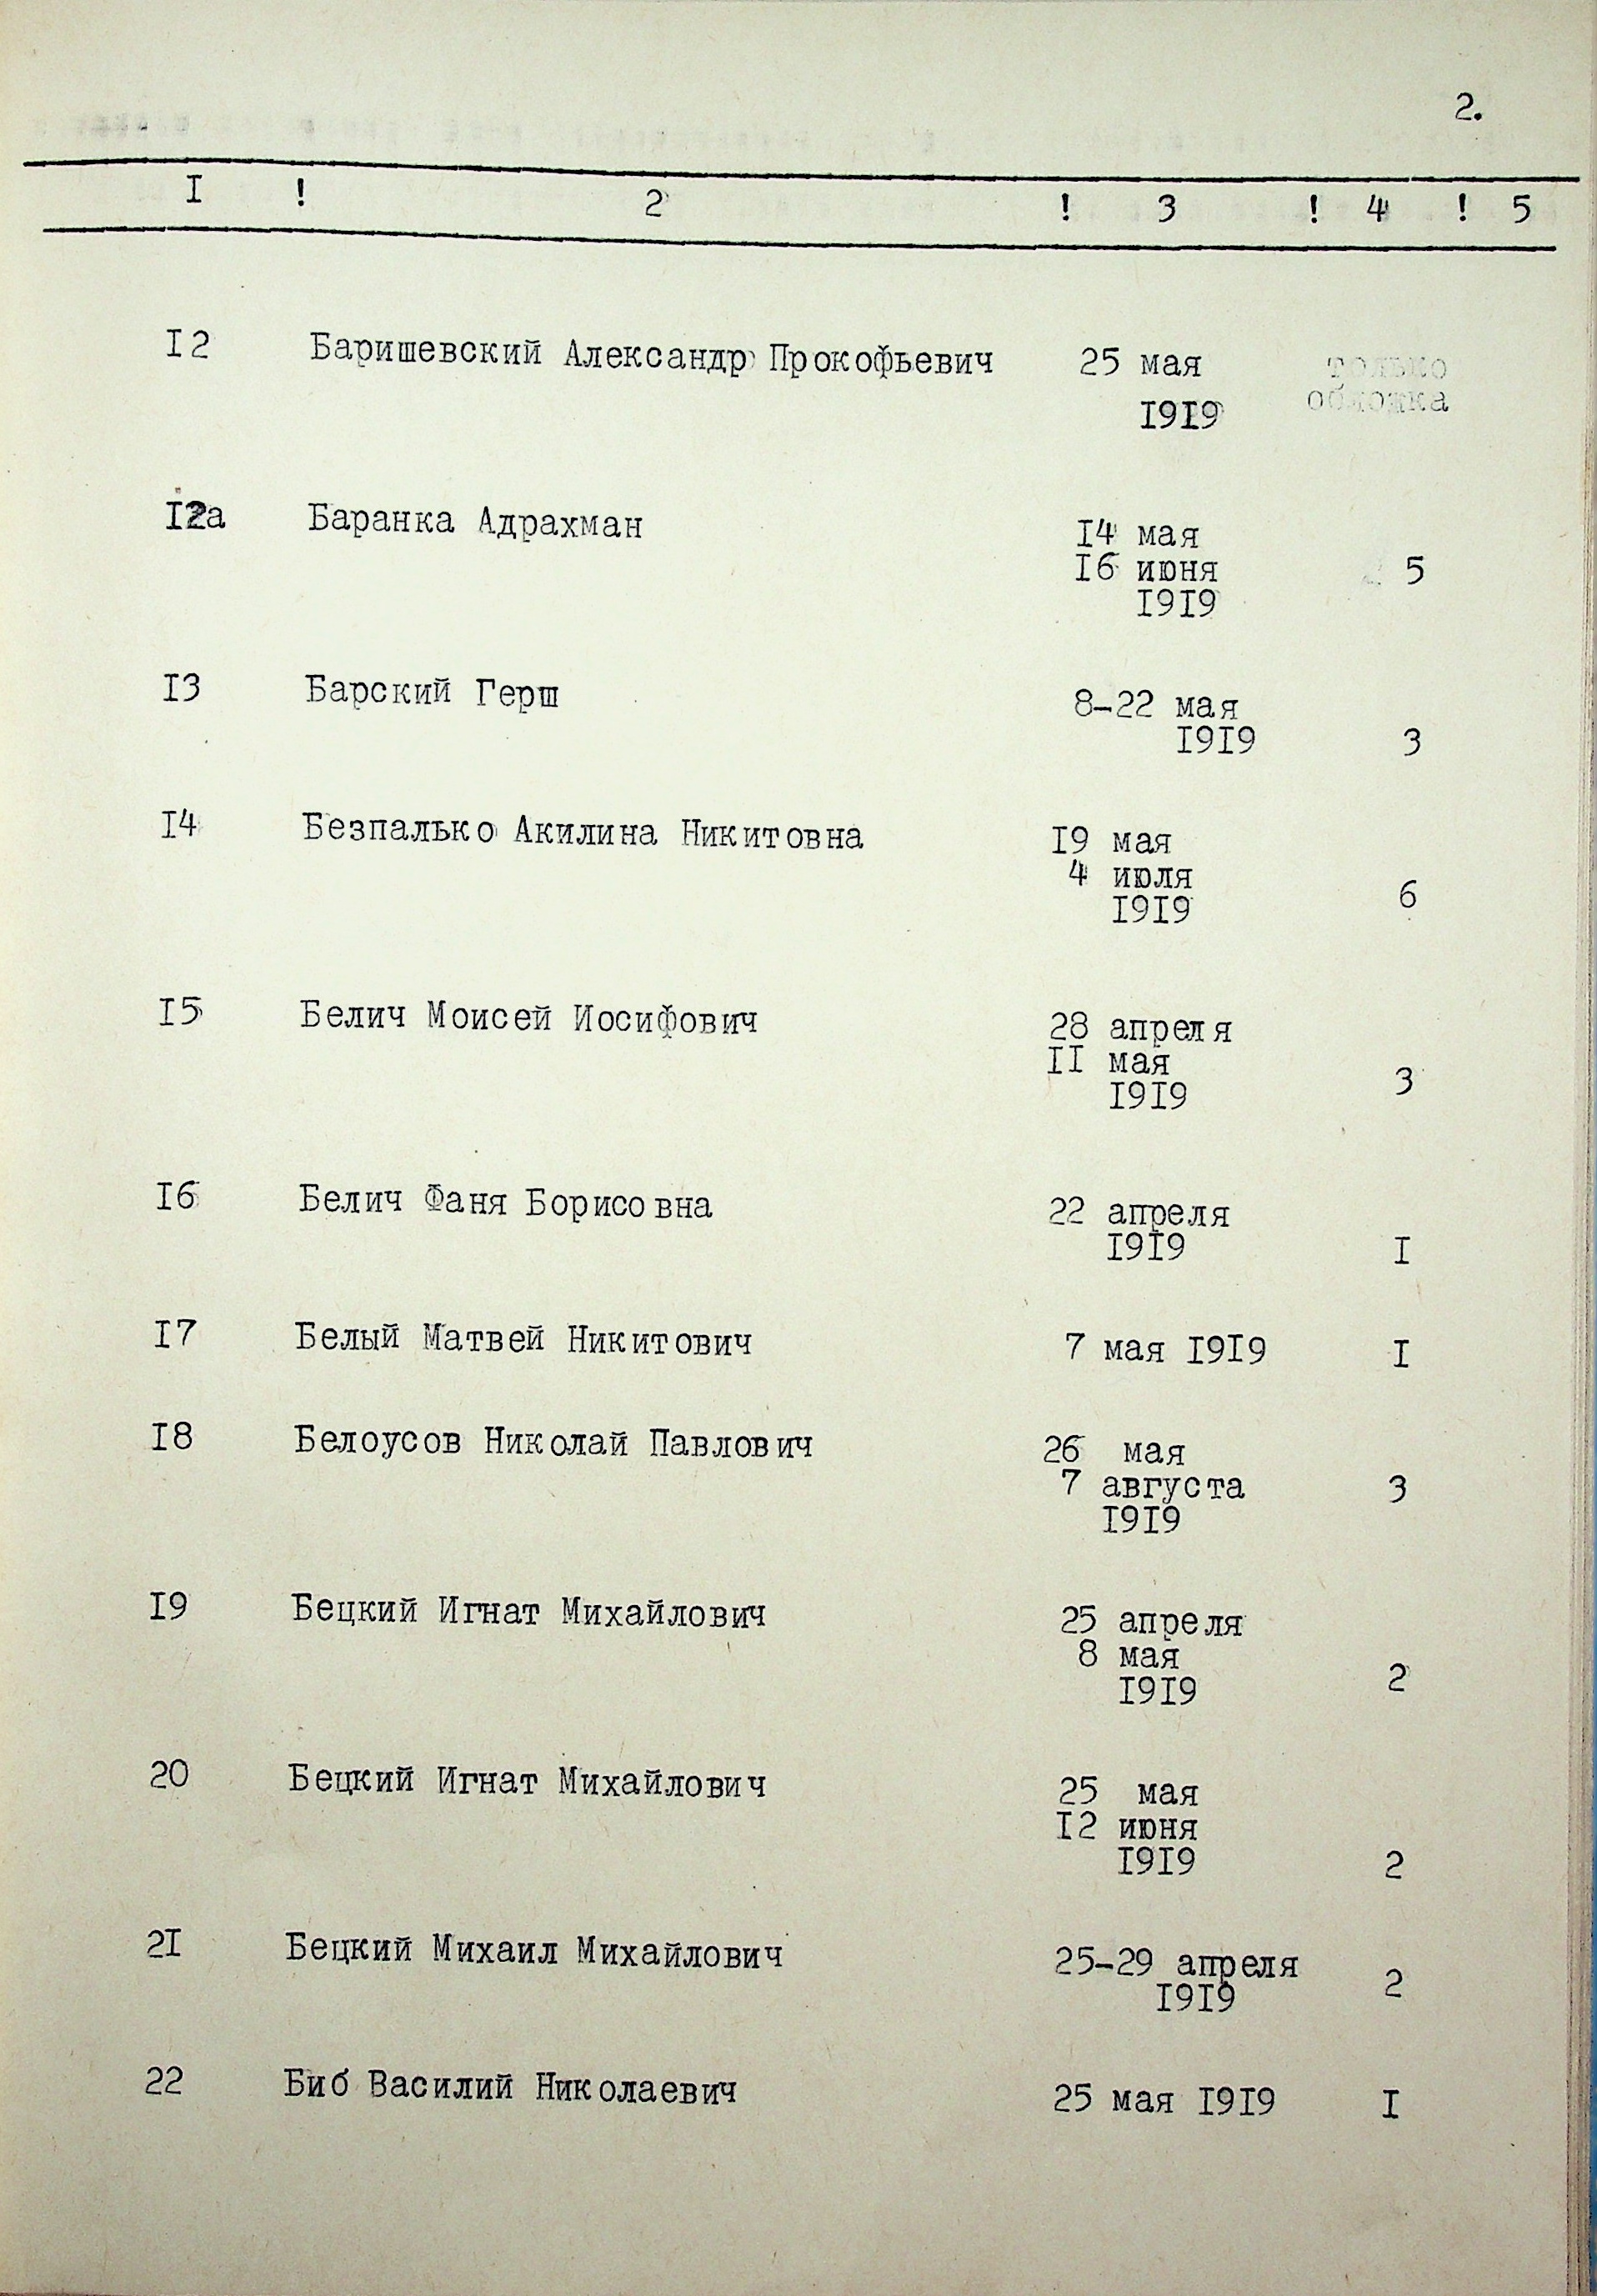 2.
I ! 2 ! 3 ! 4 ! 5
I2 Баришевский Александр Прокофьевич 25 мая только
1919 обложка
I2а Баранка Адрахман I4 мая
I6 июня 5
I9I9
I3 Барский Герш 8-22 мая
I9I9 3
I4 Безпалько Акилина Никитовна I9 мая
4 июля
I9I9 6
I5 Белич Моисей Иосифович 28 апреля
II мая
I9I9 3
I6 Белич Фаня Борисовна 22 апреля
I9I9 I
I7 Белый Матвей Никитович 7 мая I9I9 I
I8 Белоусов Николай Павлович 26 мая
7 августа 3
I9I9
I9 Бецкий Игнат Михайлович 25 апреля
8 мая
I9I9 2
20 Бецкий Игнат Михайлович 25 мая
I2 июня
I9I9 2
2I Бецкий Михаил Михайлович 25-29 апреля
I9I9 2
22 Биб Василий Николаевич 25 мая I9I9 I